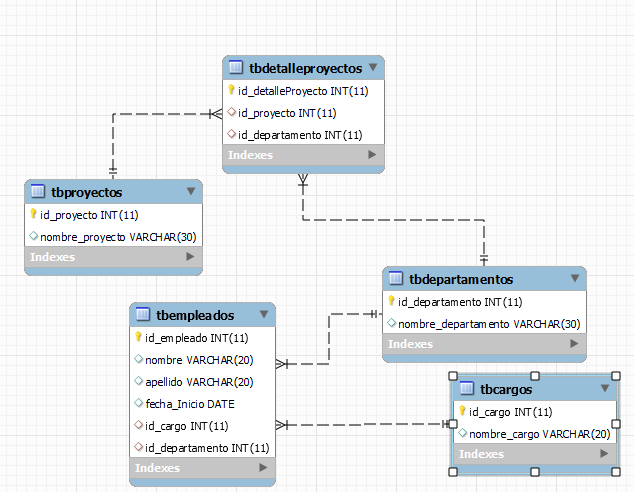 tbdetalleproyectos
id_detalleProyecto INT(11)
id_proyecto INT(11)
id_departamento INT(11)
Indexes
tbproyectos
id_proyecto INT(11)
nombre_proyecto VARCHAR(30)
Indexes
tbdepartamentos
id_departamento INT(11)
nombre_departamento VARCHAR(30)
Indexes
tbempleados
id_empleado INT(11)
nombre VARCHAR(20)
apellido VARCHAR(20)
fecha_Inicio DATE
id_cargo INT(11)
id_departamento INT(11)
Indexes
tbcargos
id_cargo INT(11)
nombre_cargo VARCHAR(20)
Indexes